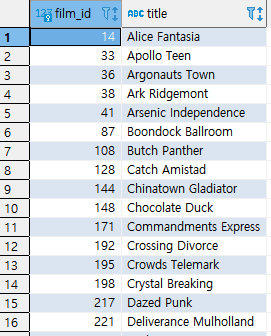 123 film_id ABC title
1 14 Alice Fantasia
2 33 Apollo Teen
3 36 Argonauts Town
4 38 Ark Ridgemont
5 41 Arsenic Independence
6 87 Boondock Ballroom
7 108 Butch Panther
8 128 Catch Amistad
9 144 Chinatown Gladiator
10 148 Chocolate Duck
11 171 Commandments Express
12 192 Crossing Divorce
13 195 Crowds Telemark
14 198 Crystal Breaking
15 217 Dazed Punk
16 221 Deliverance Mulholland